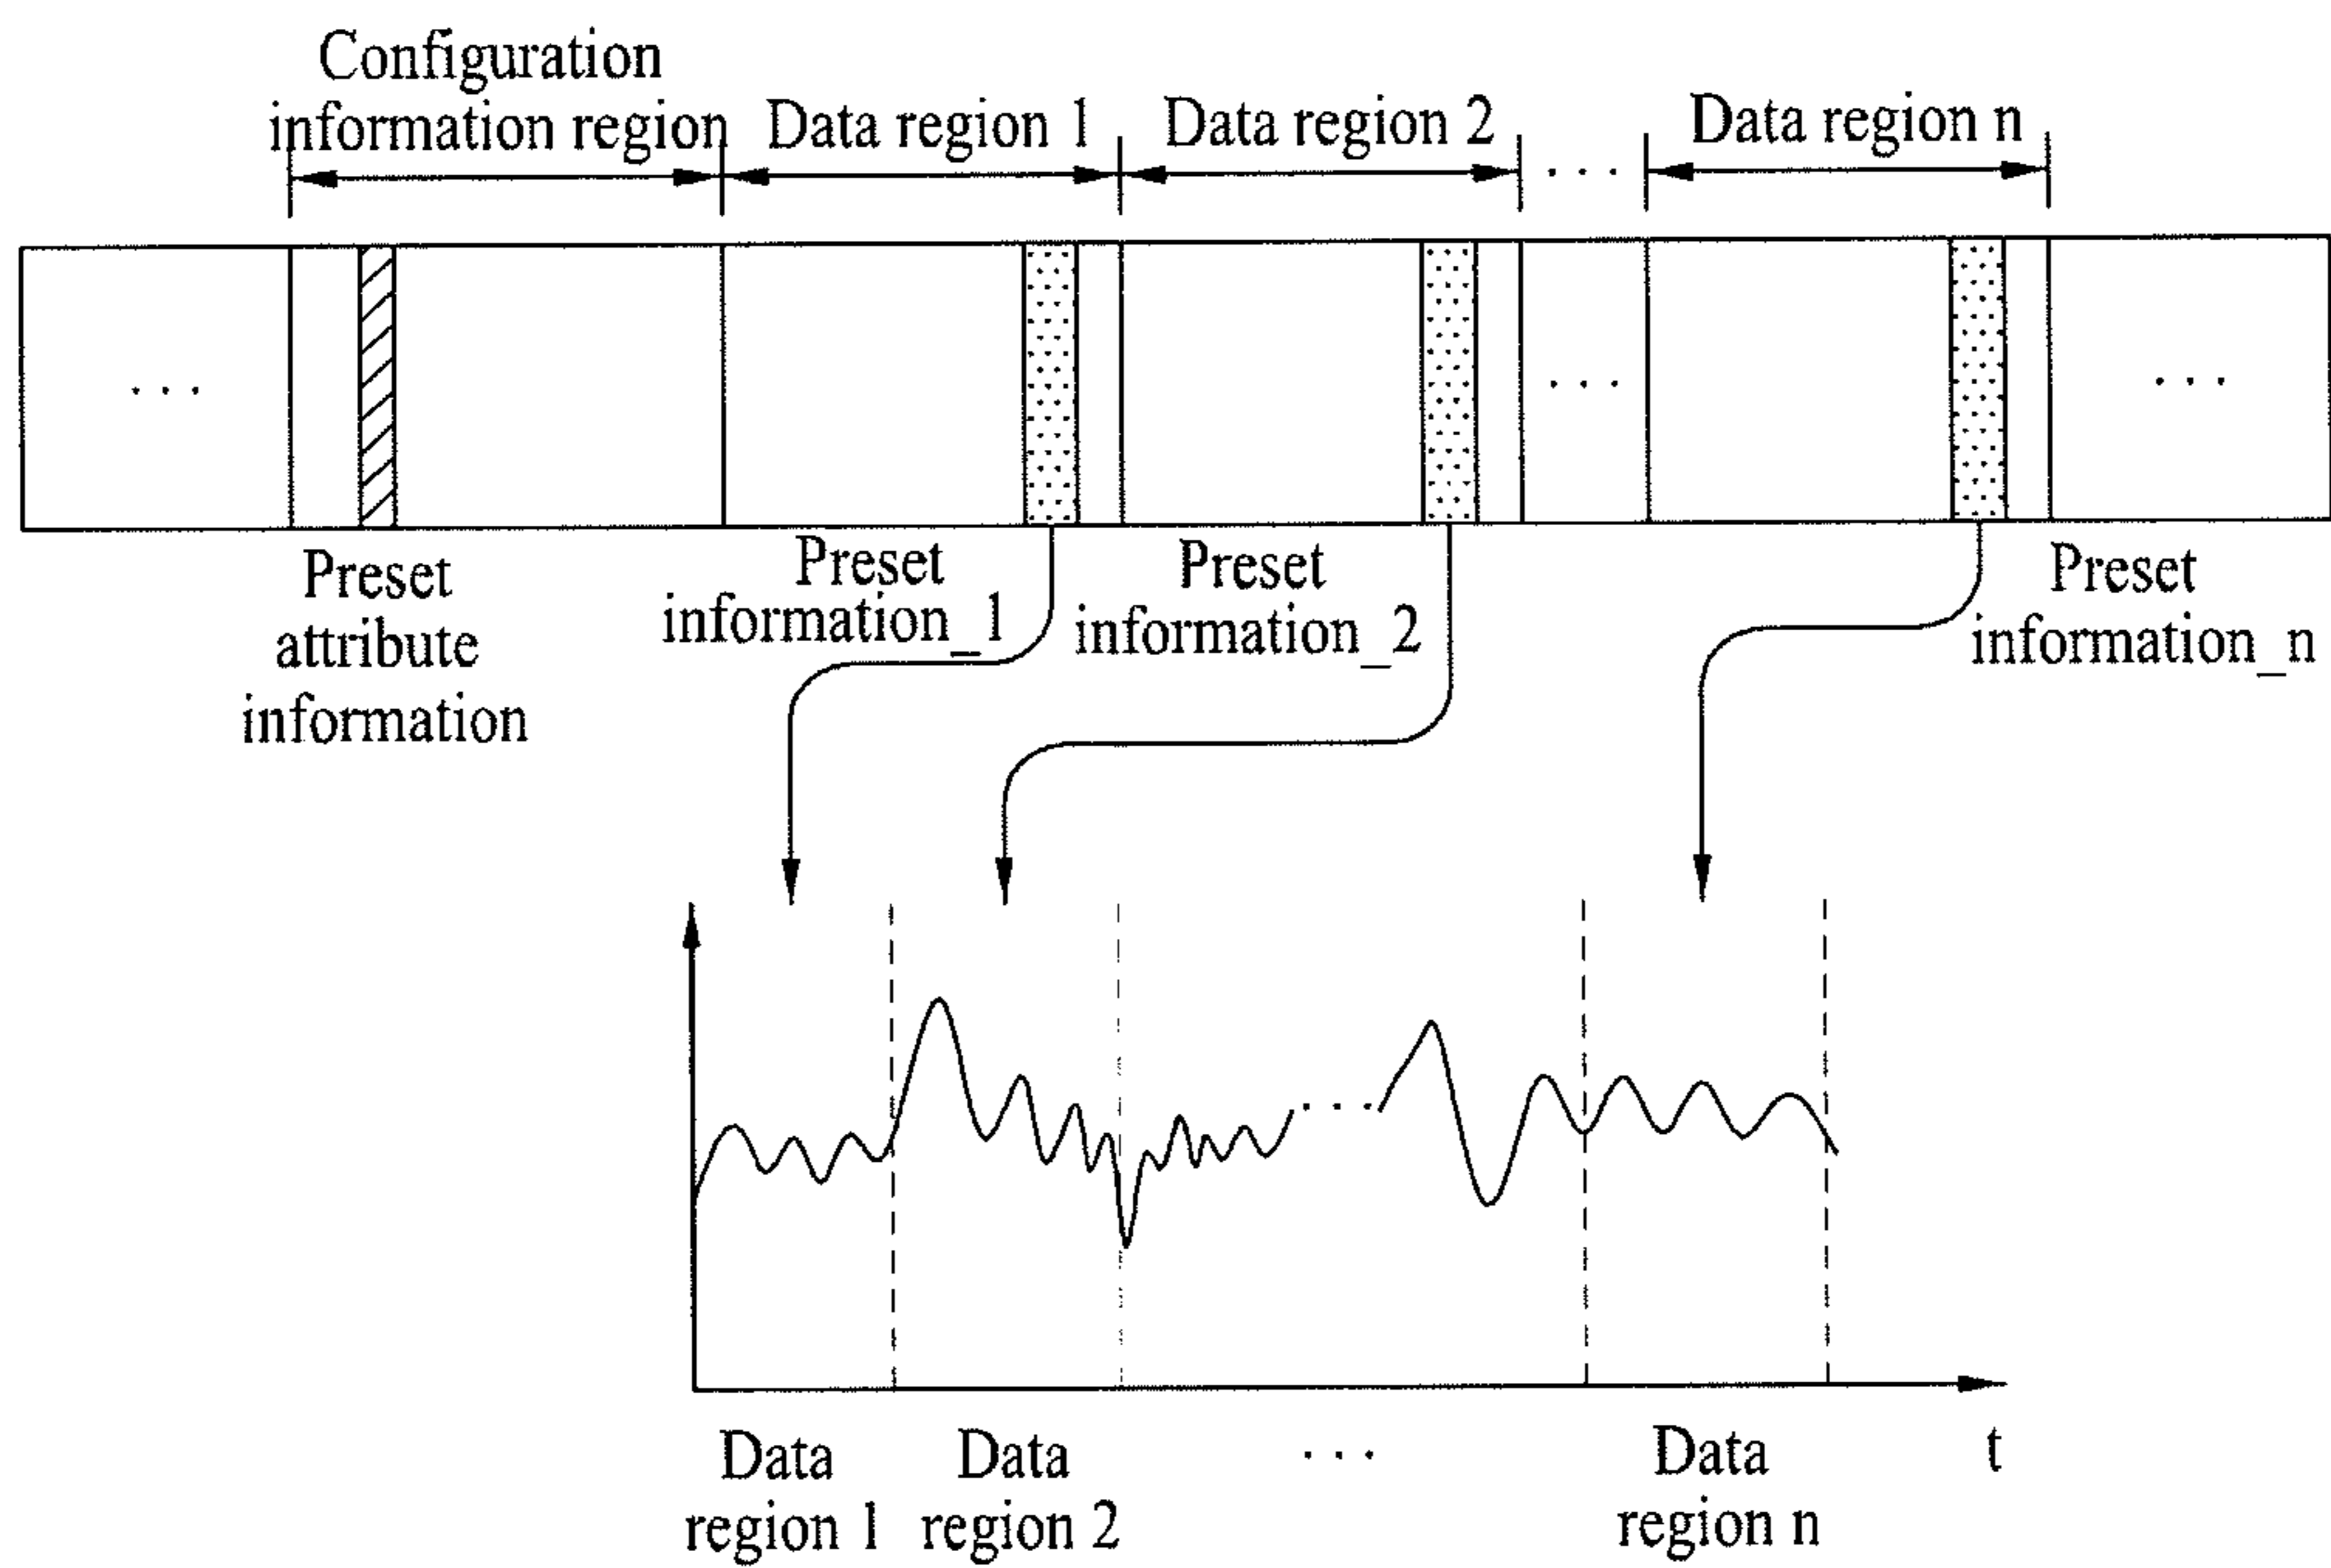 Configuration
information region
Data region 1
Data region 2
. . .
Data region n
. . .
. . .
. . .
Preset
attribute
information
Preset
information_1
Preset
information_2
Preset
information_n
. . .
Data
region 1
Data
region 2
. . .
Data
region n
t